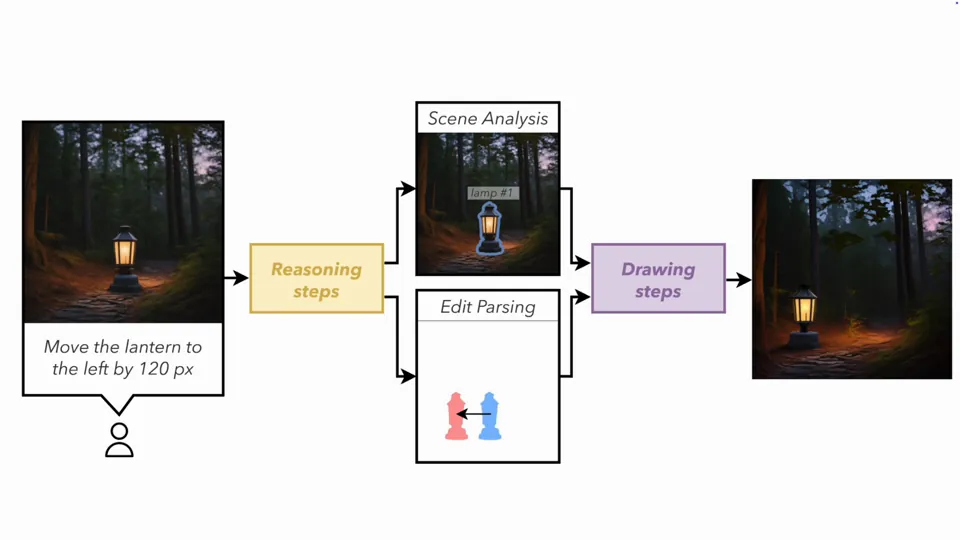 Move the lantern to
the left by 120 px
Reasoning
steps
Scene Analysis
lamp #1
Edit Parsing
Drawing
steps